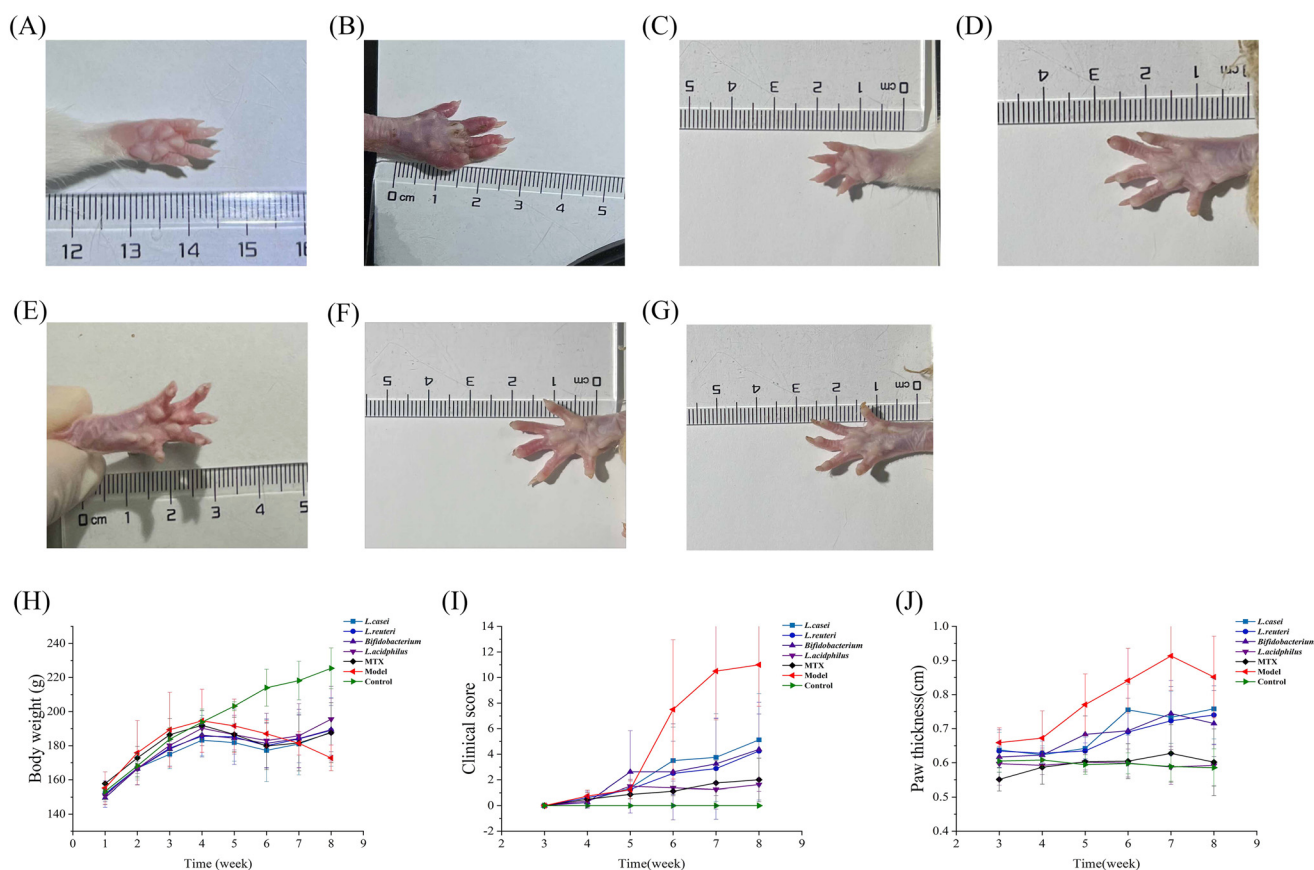 (A)
(B)
(C)
(D)
12 13 14 15 16
0 cm 1 2 3 4 5
5 4 3 2 1 cm 0
4 3 2 1
(E)
(F)
(G)
0 cm 1 2 3 4 5
5 4 3 2 1 cm 0
5 4 3 2 1 cm 0
(H)
(I)
(J)
L.casei
L.reuteri
Bifidobacterium
L.acidphilus
MTX
Model
Control
240
220
200
180
160
140
Body weight (g)
0 1 2 3 4 5 6 7 8 9
Time (week)
L.casei
L.reuteri
Bifidobacterium
L.acidphilus
MTX
Model
Control
14
12
10
8
6
4
2
0
-2
Clinical score
2 3 4 5 6 7 8 9
Time(week)
L.casei
L.reuteri
Bifidobacterium
L.acidphilus
MTX
Model
Control
1.0
0.9
0.8
0.7
0.6
0.5
0.4
Paw thickness(cm)
2 3 4 5 6 7 8 9
Time(week)